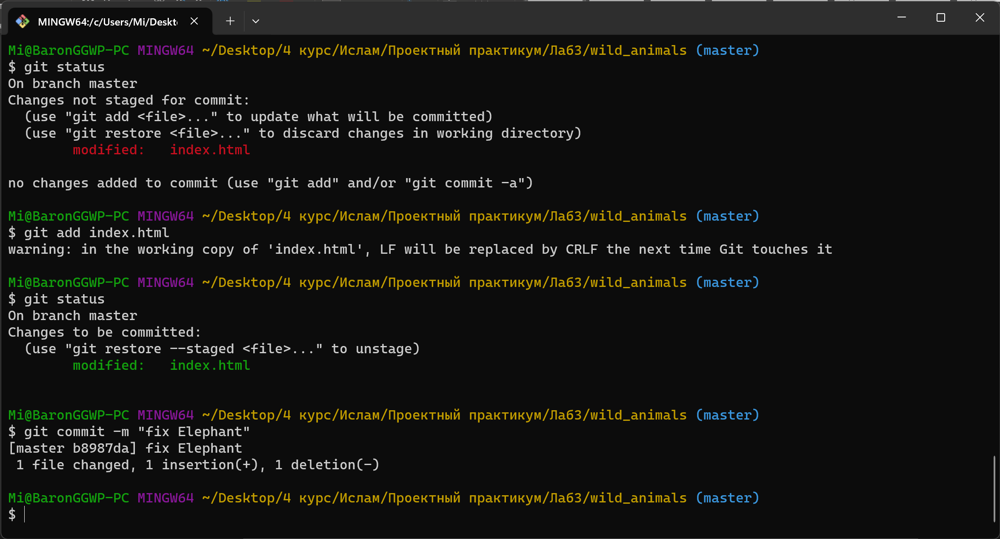 MINGW64:/c/Users/Mi/Deskt
Mi@BaronGGWP-PC MINGW64 ~/Desktop/4 курс/Ислам/Проектный практикум/Лаб3/wild_animals (master)
$ git status
On branch master
Changes not staged for commit:
  (use "git add <file>..." to update what will be committed)
  (use "git restore <file>..." to discard changes in working directory)
        modified:   index.html
no changes added to commit (use "git add" and/or "git commit -a")
Mi@BaronGGWP-PC MINGW64 ~/Desktop/4 курс/Ислам/Проектный практикум/Лаб3/wild_animals (master)
$ git add index.html
warning: in the working copy of 'index.html', LF will be replaced by CRLF the next time Git touches it
Mi@BaronGGWP-PC MINGW64 ~/Desktop/4 курс/Ислам/Проектный практикум/Лаб3/wild_animals (master)
$ git status
On branch master
Changes to be committed:
  (use "git restore --staged <file>..." to unstage)
        modified:   index.html
Mi@BaronGGWP-PC MINGW64 ~/Desktop/4 курс/Ислам/Проектный практикум/Лаб3/wild_animals (master)
$ git commit -m "fix Elephant"
[master b8987da] fix Elephant
 1 file changed, 1 insertion(+), 1 deletion(-)
Mi@BaronGGWP-PC MINGW64 ~/Desktop/4 курс/Ислам/Проектный практикум/Лаб3/wild_animals (master)
$